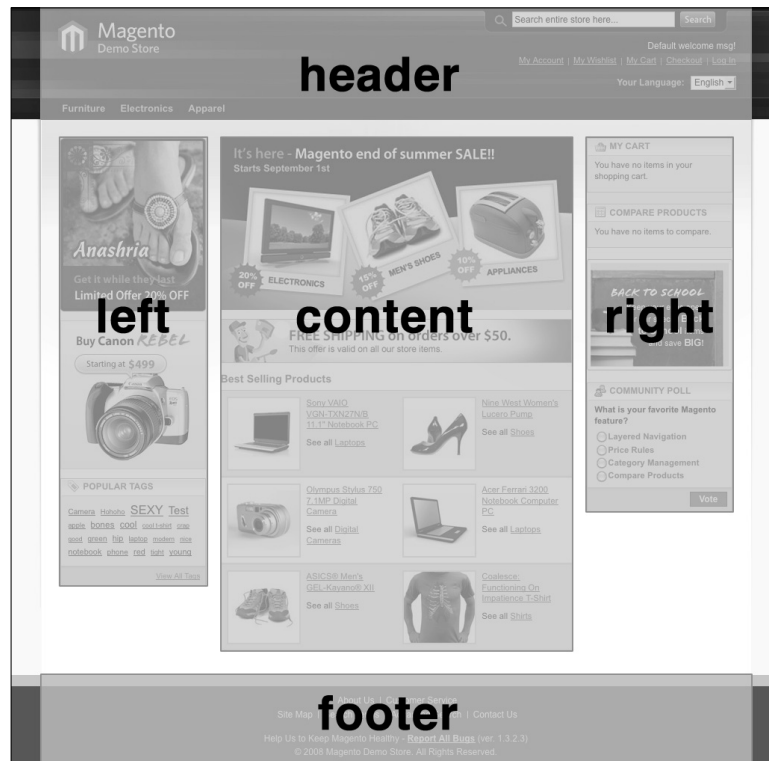 Magento
Demo Store
Search entire store here...
Search
Default welcome msg!
My Account | My Wishlist | My Cart | Checkout | Log In
Your Language: English
header
Furniture Electronics Apparel
Anashria
Get it while they last
Limited Offer 20% OFF
left
Buy Canon REBEL
Starting at $499
POPULAR TAGS
Camera Hohoho SEXY Test
apple bones cool cool t-shirt crap
good green hip laptop modern nice
notebook phone red tight young
View All Tags
It's here - Magento end of summer SALE!!
Starts September 1st
20% OFF
ELECTRONICS
15% OFF
MEN'S SHOES
10% OFF
APPLIANCES
content
FREE SHIPPING on orders over $50.
This offer is valid on all our store items.
Best Selling Products
Sony VAIO
VGN-TXN27N/B
11.1" Notebook PC
See all Laptops
Nine West Women's
Lucero Pump
See all Shoes
Olympus Stylus 750
7.1MP Digital
Camera
See all Digital
Cameras
Acer Ferrari 3200
Notebook Computer
PC
See all Laptops
ASICS® Men's
GEL-Kayano® XII
See all Shoes
Coalesce:
Functioning On
Impatience T-Shirt
See all Shirts
MY CART
You have no items in your
shopping cart.
COMPARE PRODUCTS
You have no items to compare.
BACK TO SCHOOL
right
and save BIG!
COMMUNITY POLL
What is your favorite Magento
feature?
Layered Navigation
Price Rules
Category Management
Compare Products
Vote
About Us | Customer Service
Site Map | Contact Us
footer
Help Us to Keep Magento Healthy - Report All Bugs (ver. 1.3.2.3)
© 2008 Magento Demo Store. All Rights Reserved.